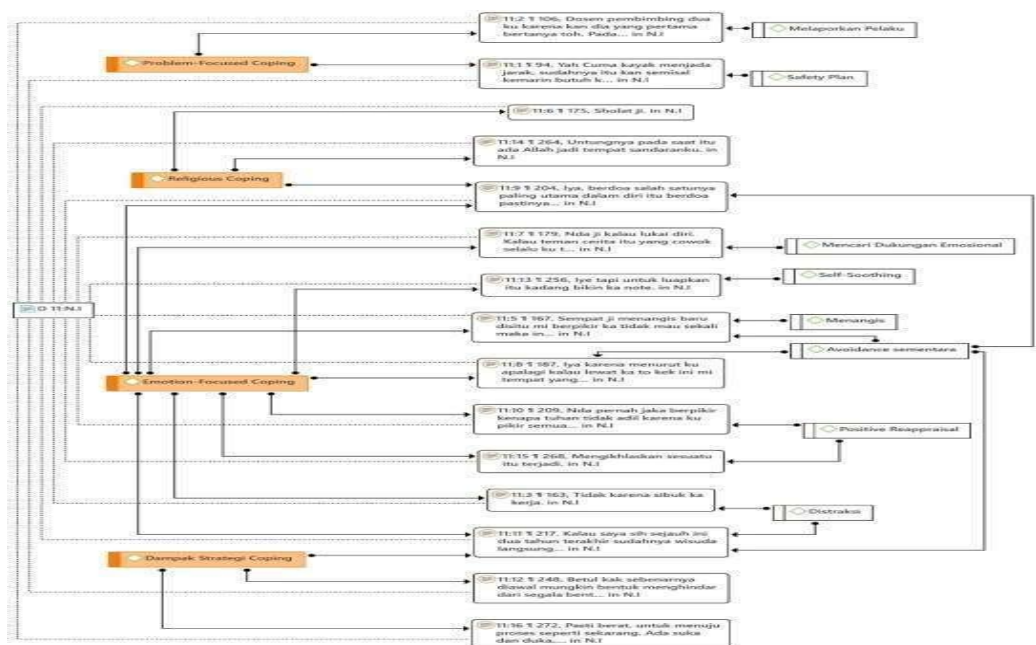 11:2 ¶ 106, Dosen pembimbing dua
ku karena kan dia yang pertama
bertanya toh. Pada... in N.I
Melaporkan Pelaku
Problem-Focused Coping
11:1 ¶ 94, Yah Cuma kayak menjada
jarak, sudahnya itu kan semisal
kemarin butuh k... in N.I
Safety Plan
11:6 ¶ 175, Sholat ji. in N.I
11:14 ¶ 264, Untungnya pada saat itu
ada Allah jadi tempat sandaranku. in
N.I
Religious Coping
11:9 ¶ 204, Iya, berdoa salah satunya
paling utama dalam diri itu berdoa
pastinya... in N.I
11:7 ¶ 179, Nda ji kalau lukai diri.
Kalau teman cerita itu yang cowok
selalu ku t... in N.I
Mencari Dukungan Emosional
11:13 ¶ 256, Iye tapi untuk luapkan
itu kadang bikin ka note. in N.I
Self-Soothing
D 11:N.I
11:5 ¶ 167, Sempat ji menangis baru
disitu mi berpikir ka tidak mau sekali
maka in... in N.I
Menangis
Avoidance sementara
11:8 ¶ 187, Iya karena menurut ku
apalagi kalau lewat ka to kek ini mi
tempat yang... in N.I
Emotion-Focused Coping
11:10 ¶ 209, Nda pernah jaka berpikir
kenapa tuhan tidak adil karena ku
pikir semua... in N.I
Positive Reappraisal
11:15 ¶ 268, Mengikhlaskan sesuatu
itu terjadi. in N.I
11:3 ¶ 163, Tidak karena sibuk ka
kerja. in N.I
Distraksi
11:11 ¶ 217, Kalau saya sih sejauh ini
dua tahun terakhir sudahnya wisuda
langsung... in N.I
Dampak Strategi Coping
11:12 ¶ 248, Betul kak sebenarnya
diawal mungkin bentuk menghindar
dari segala bent... in N.I
11:16 ¶ 272, Pasti berat, untuk menuju
proses seperti sekarang. Ada suka
dan duka,... in N.I